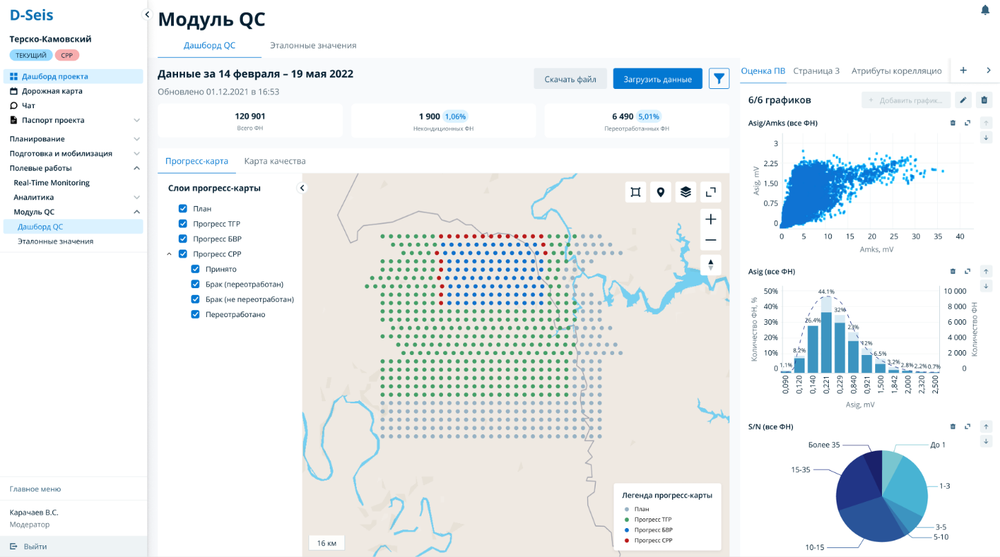 D-Seis
Терско-Камовский
ТЕКУЩИЙ СРР
Дашборд проекта
Дорожная карта
Чат
Паспорт проекта
Планирование
Подготовка и мобилизация
Полевые работы
Real-Time Monitoring
Аналитика
Модуль QC
Дашборд QC
Эталонные значения
Главное меню
Карачаев В.С.
Модератор
Выйти
Модуль QC
Дашборд QC Эталонные значения
Данные за 14 февраля – 19 мая 2022
Обновлено 01.12.2021 в 16:53
Скачать файл Загрузить данные
120 901
Всего ФН
1 900 1,06%
Некондиционных ФН
6 490 5,01%
Переотработанных ФН
Прогресс-карта Карта качества
Слои прогресс-карты
План
Прогресс ТГР
Прогресс БВР
Прогресс СРР
Принято
Брак (переотработан)
Брак (не переотработан)
Переотработано
16 км
Легенда прогресс-карты
План
Прогресс ТГР
Прогресс БВР
Прогресс СРР
Оценка ПВ Страница 3 Атрибуты корелляцио
6/6 графиков
+ Добавить график...
Asig/Amks (все ФН)
Asig, mV
3
2.25
1.50
0.75
0
0 5 10 15 20 25 30 35 40
Amks, mV
Asig (все ФН)
Количество ФН, %
50%
40%
30%
20%
10%
0
1.1% 8.2% 26.4% 44.1% 32% 23% 12% 6.5% 3,2% 2.8% 2.2% 0.7%
10 000
8 000
6 000
4 000
2 000
0
Количество ФН
0,090 0,120 0,140 0,221 0,229 0,840 0,921 1,500 1,842 2,000 2,320 2,500
Asig, mV
S/N (все ФН)
Более 35
До 1
15-35
1-3
3-5
5-10
10-15